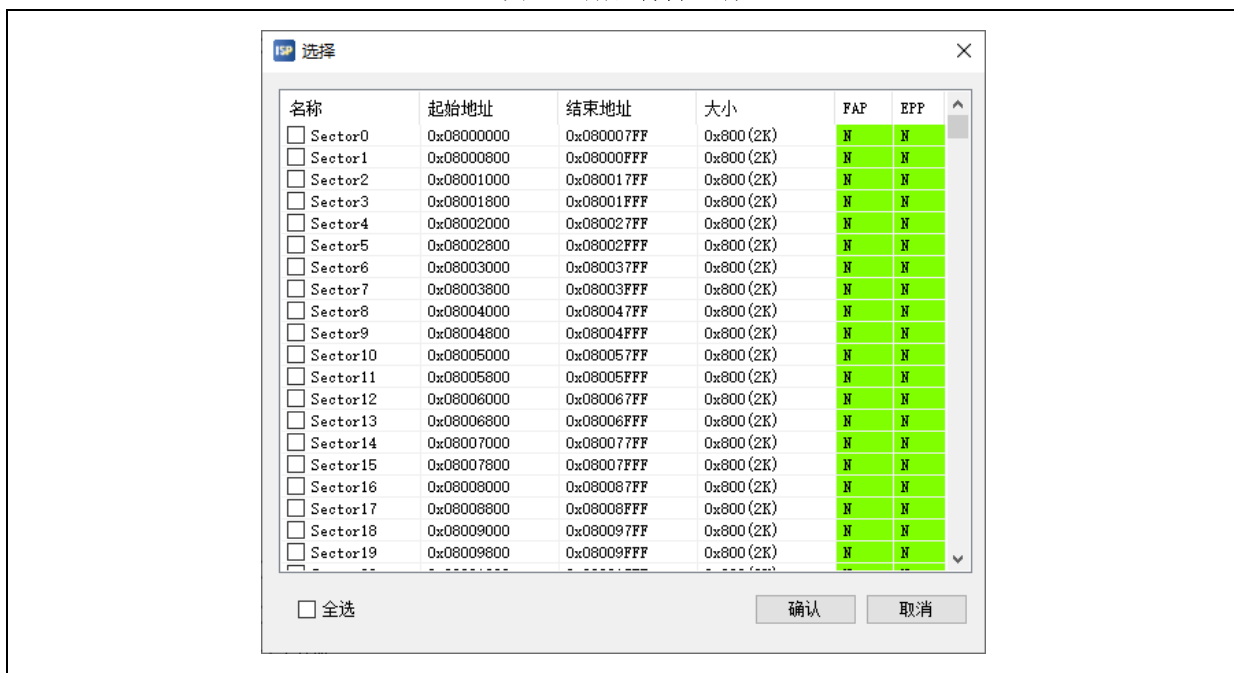 ISP 选择
名称 起始地址 结束地址 大小 FAP EPP
Sector0 0x08000000 0x080007FF 0x800(2K) N N
Sector1 0x08000800 0x08000FFF 0x800(2K) N N
Sector2 0x08001000 0x080017FF 0x800(2K) N N
Sector3 0x08001800 0x08001FFF 0x800(2K) N N
Sector4 0x08002000 0x080027FF 0x800(2K) N N
Sector5 0x08002800 0x08002FFF 0x800(2K) N N
Sector6 0x08003000 0x080037FF 0x800(2K) N N
Sector7 0x08003800 0x08003FFF 0x800(2K) N N
Sector8 0x08004000 0x080047FF 0x800(2K) N N
Sector9 0x08004800 0x08004FFF 0x800(2K) N N
Sector10 0x08005000 0x080057FF 0x800(2K) N N
Sector11 0x08005800 0x08005FFF 0x800(2K) N N
Sector12 0x08006000 0x080067FF 0x800(2K) N N
Sector13 0x08006800 0x08006FFF 0x800(2K) N N
Sector14 0x08007000 0x080077FF 0x800(2K) N N
Sector15 0x08007800 0x08007FFF 0x800(2K) N N
Sector16 0x08008000 0x080087FF 0x800(2K) N N
Sector17 0x08008800 0x08008FFF 0x800(2K) N N
Sector18 0x08009000 0x080097FF 0x800(2K) N N
Sector19 0x08009800 0x08009FFF 0x800(2K) N N
全选 确认 取消